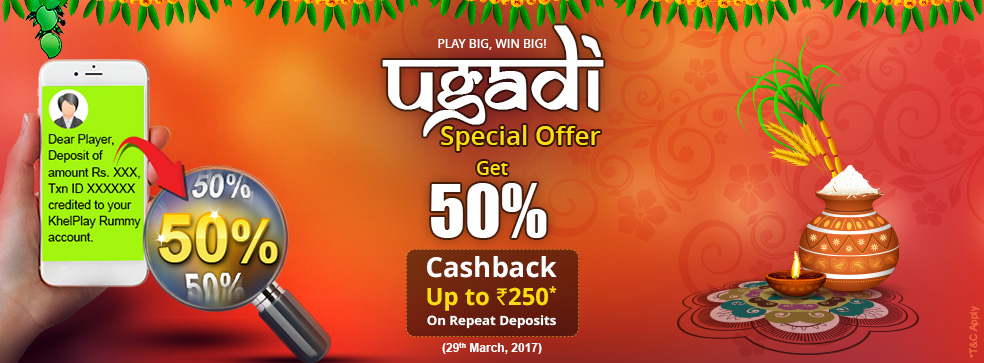 PLAY BIG, WIN BIG!
ugadi
Special Offer
Get
50%
Cashback
Up to ₹250*
On Repeat Deposits
(29th March, 2017)
Dear Player,
Deposit of
amount Rs. XXX,
Txn ID XXXXXX
credited to your
KhelPlay Rummy
account.
50%
50%
50%
*T&C Apply